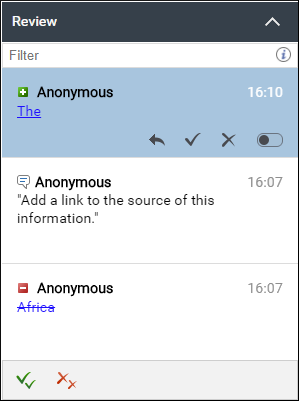 Review
Filter
Anonymous 16:10
The
Anonymous 16:07
"Add a link to the source of this
information."
Anonymous 16:07
Africa